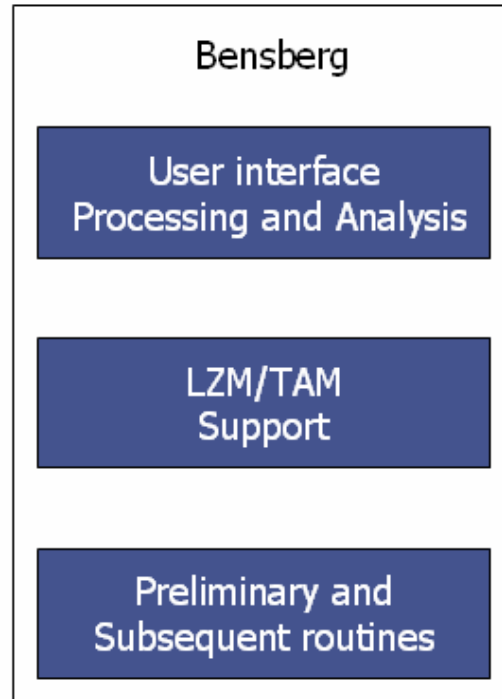 Bensberg
User interface
Processing and Analysis
LZM/TAM
Support
Preliminary and
Subsequent routines